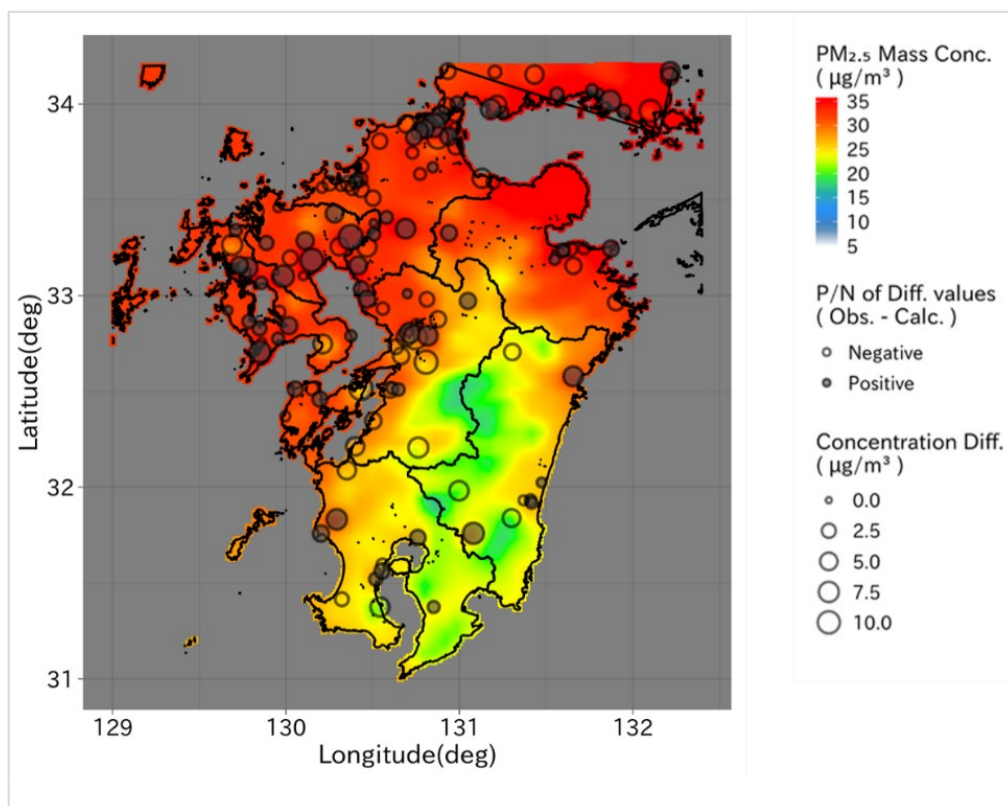 34
33
32
31
Latitude(deg)
129
130
131
132
Longitude(deg)
PM₂.₅ Mass Conc.
( μg/m³ )
35
30
25
20
15
10
5
P/N of Diff. values
( Obs. - Calc. )
Negative
Positive
Concentration Diff.
( μg/m³ )
0.0
2.5
5.0
7.5
10.0